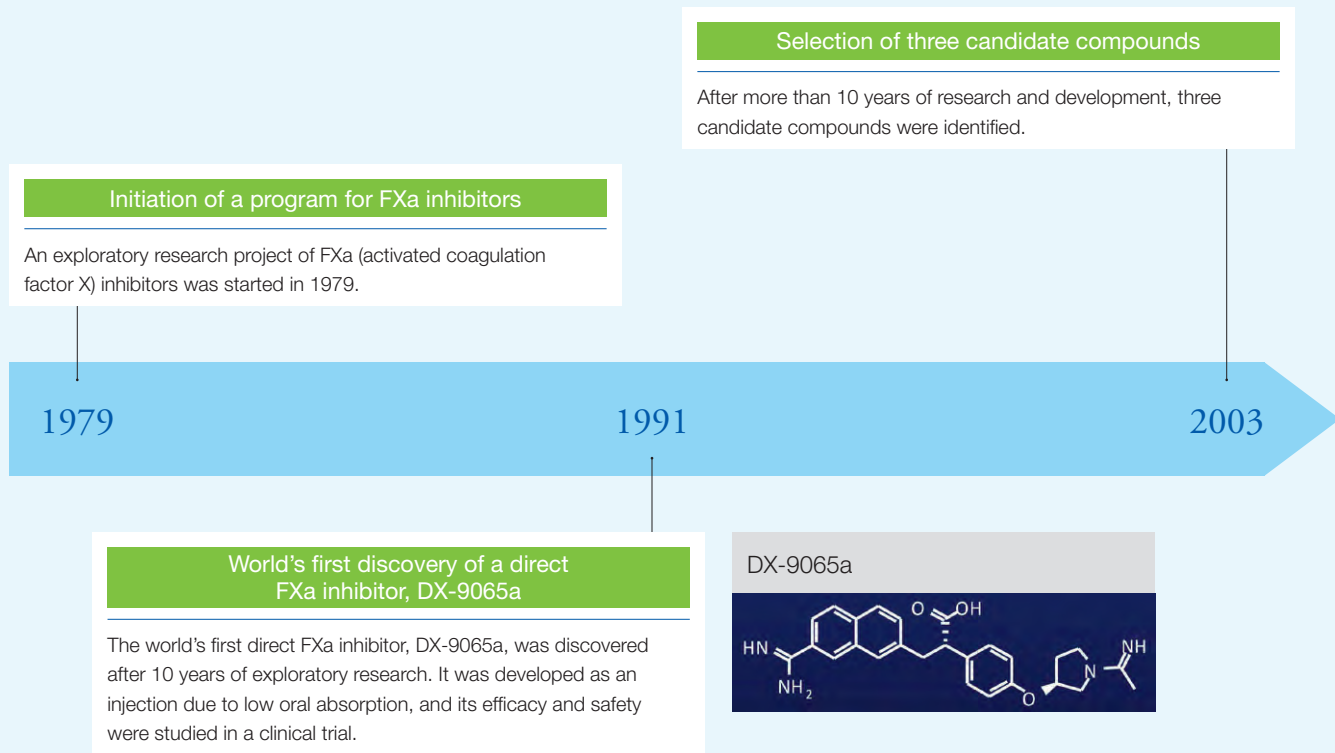 Selection of three candidate compounds
After more than 10 years of research and development, three
candidate compounds were identified.
Initiation of a program for FXa inhibitors
An exploratory research project of FXa (activated coagulation
factor X) inhibitors was started in 1979.
1979
1991
2003
World’s first discovery of a direct
FXa inhibitor, DX-9065a
The world’s first direct FXa inhibitor, DX-9065a, was discovered
after 10 years of exploratory research. It was developed as an
injection due to low oral absorption, and its efficacy and safety
were studied in a clinical trial.
DX-9065a
O OH
HN
NH2
O
N
NH